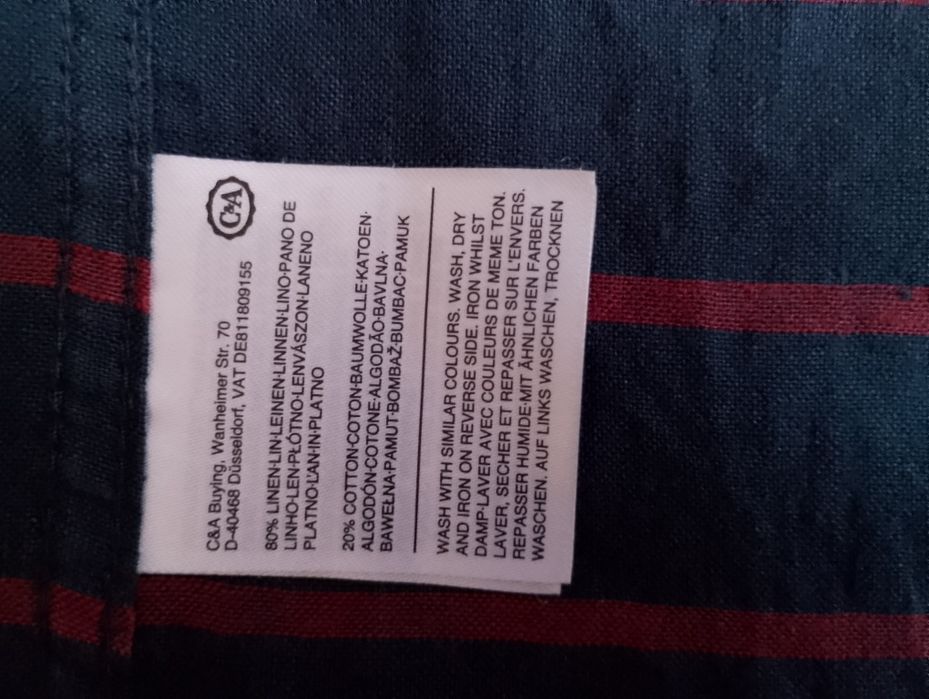 C&A
C&A Buying, Wanheimer Str. 70
D-40468 Düsseldorf, VAT DE811809155
80% LINEN·LIN·LEINEN·LINNEN·LINO·PANO DE
LINHO·LEN·PŁÓTNO·LENVÁSZON·LANENO
PLATNO·ĽAN·IN·PLATNO
20% COTTON·COTON·BAUMWOLLE·KATOEN·
ALGODÓN·COTONE·ALGODÃO·BAVLNA·
BAWEŁNA·PAMUT·BOMBAŽ·BUMBAC·PAMUK
WASH WITH SIMILAR COLOURS. WASH, DRY
AND IRON ON REVERSE SIDE. IRON WHILST
DAMP·LAVER AVEC COULEURS DE MEME TON.
LAVER, SECHER ET REPASSER SUR L'ENVERS.
REPASSER HUMIDE·MIT ÄHNLICHEN FARBEN
WASCHEN. AUF LINKS WASCHEN, TROCKNEN